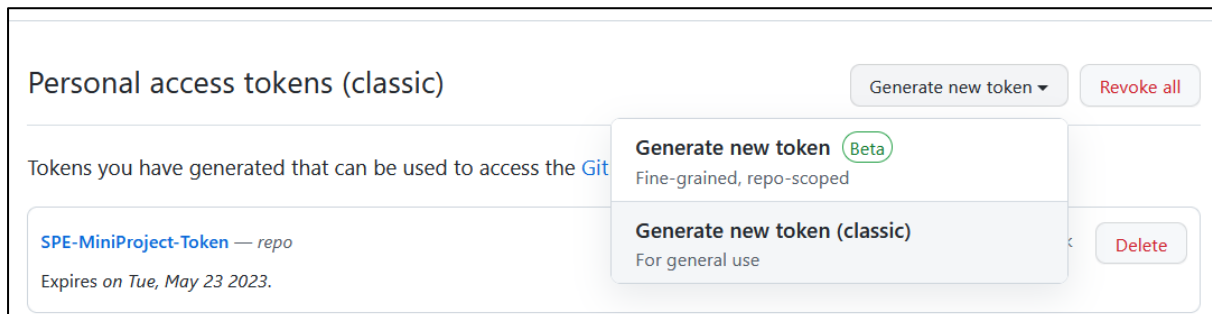 Personal access tokens (classic)
Generate new token
Revoke all
Generate new token Beta
Fine-grained, repo-scoped
Tokens you have generated that can be used to access the Git
Generate new token (classic)
For general use
SPE-MiniProject-Token — repo
Delete
Expires on Tue, May 23 2023.